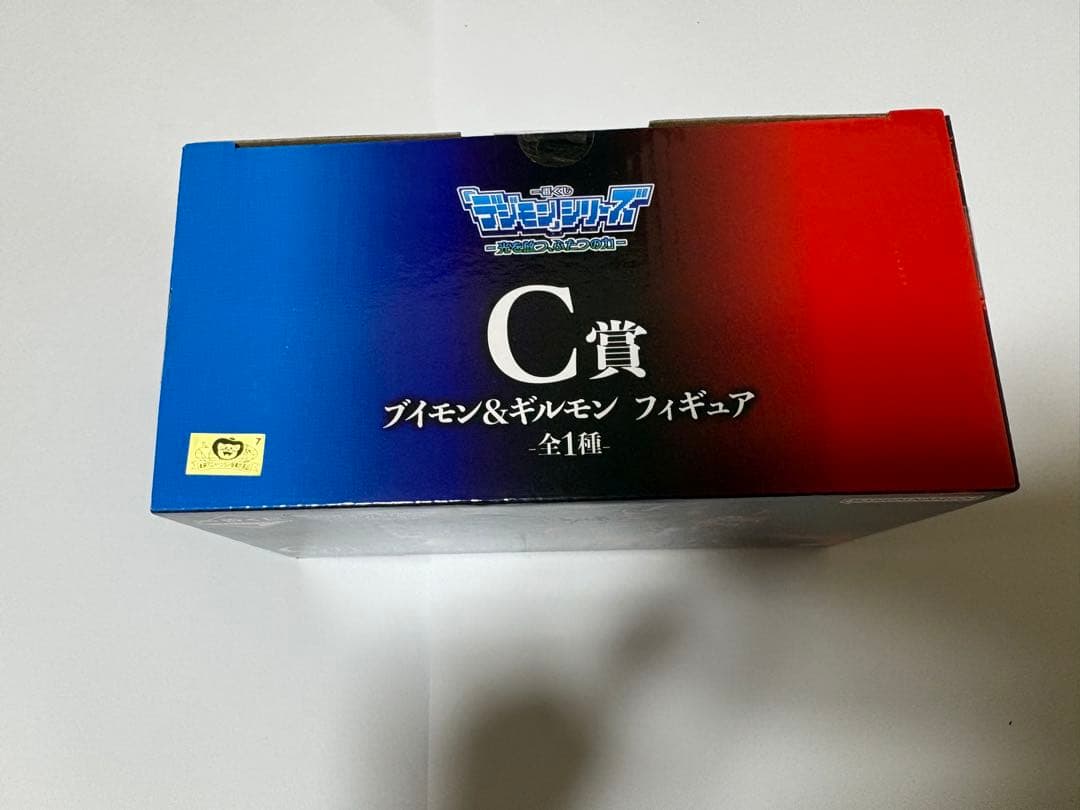 一番くじ
「デジモン」シリーズ
-光を放つ、ふたつの力-
C賞
ブイモン&ギルモン フィギュア
-全1種-
7